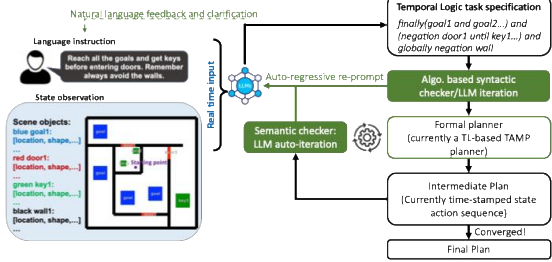 Natural language feedback and clarification
Language instruction
Reach all the goals and get keys
before entering doors. Remember
always avoid the walls.
State observation
Scene objects:
blue goal1:
[location, shape,...]
...
red door1:
[location, shape,...]
...
green key1:
[location, shape,...]
...
black wall1:
[location, shape,...]
...
goal
goal
Starting point
goal
goal
Real time input
LLMs
Auto-regressive re-prompt
Semantic checker:
LLM auto-iteration
Temporal Logic task specification
finally(goal1 and goal2...) and
(negation door1 until key1...) and
globally negation wall
Algo. based syntactic
checker/LLM iteration
Formal planner
(currently a TL-based TAMP
planner)
Intermediate Plan
(Currently time-stamped state
action sequence)
Converged!
Final Plan